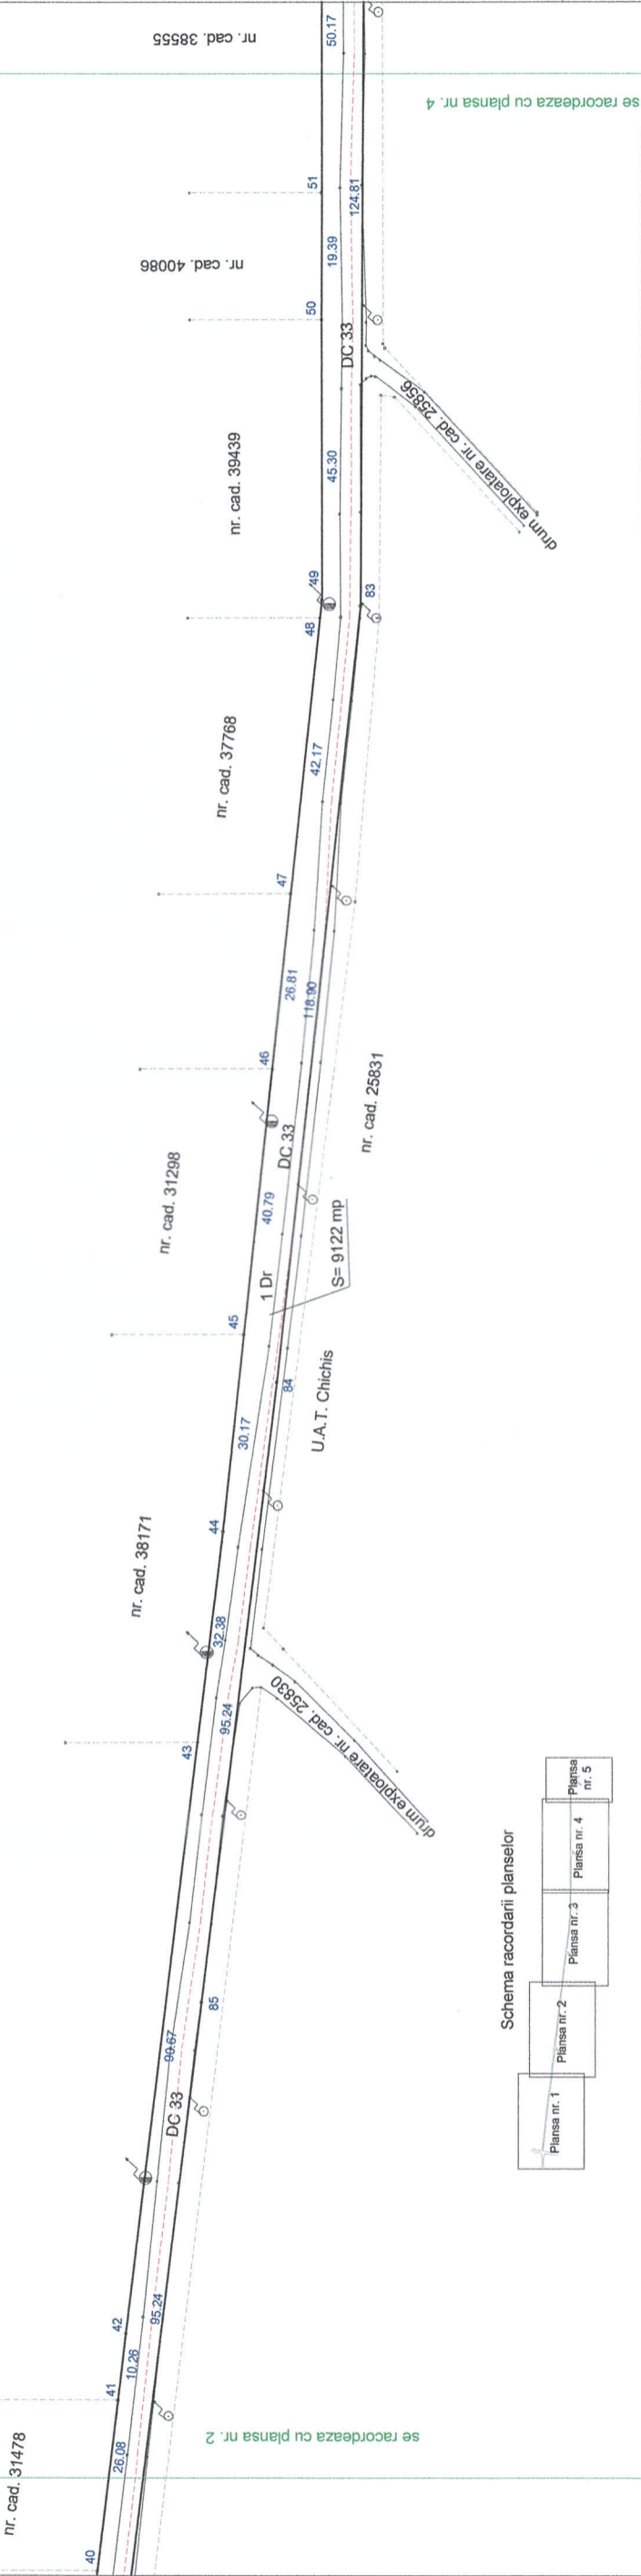 nr. cad. 38555
50.17
se racordeaza cu plansa nr. 4
51
124.81
19.39
nr. cad. 40086
50
DC 33
drum exploatare nr. cad. 25856
nr. cad. 39439
45.30
49
83
48
nr. cad. 37768
42.17
47
26.81
118.90
46
nr. cad. 25831
DC 33
nr. cad. 31298
40.79
S= 9122 mp
1 Dr
45
84
U.A.T. Chichis
30.17
44
nr. cad. 38171
32.38
95.24
drum exploatare nr. cad. 25830
43
85
90.67
DC 33
42
95.24
10.26
41
se racordeaza cu plansa nr. 2
26.08
nr. cad. 31478
40
Schema racordarii planselor
Plansa nr. 1
Plansa nr. 2
Plansa nr. 3
Plansa nr. 4
Plansa
nr. 5